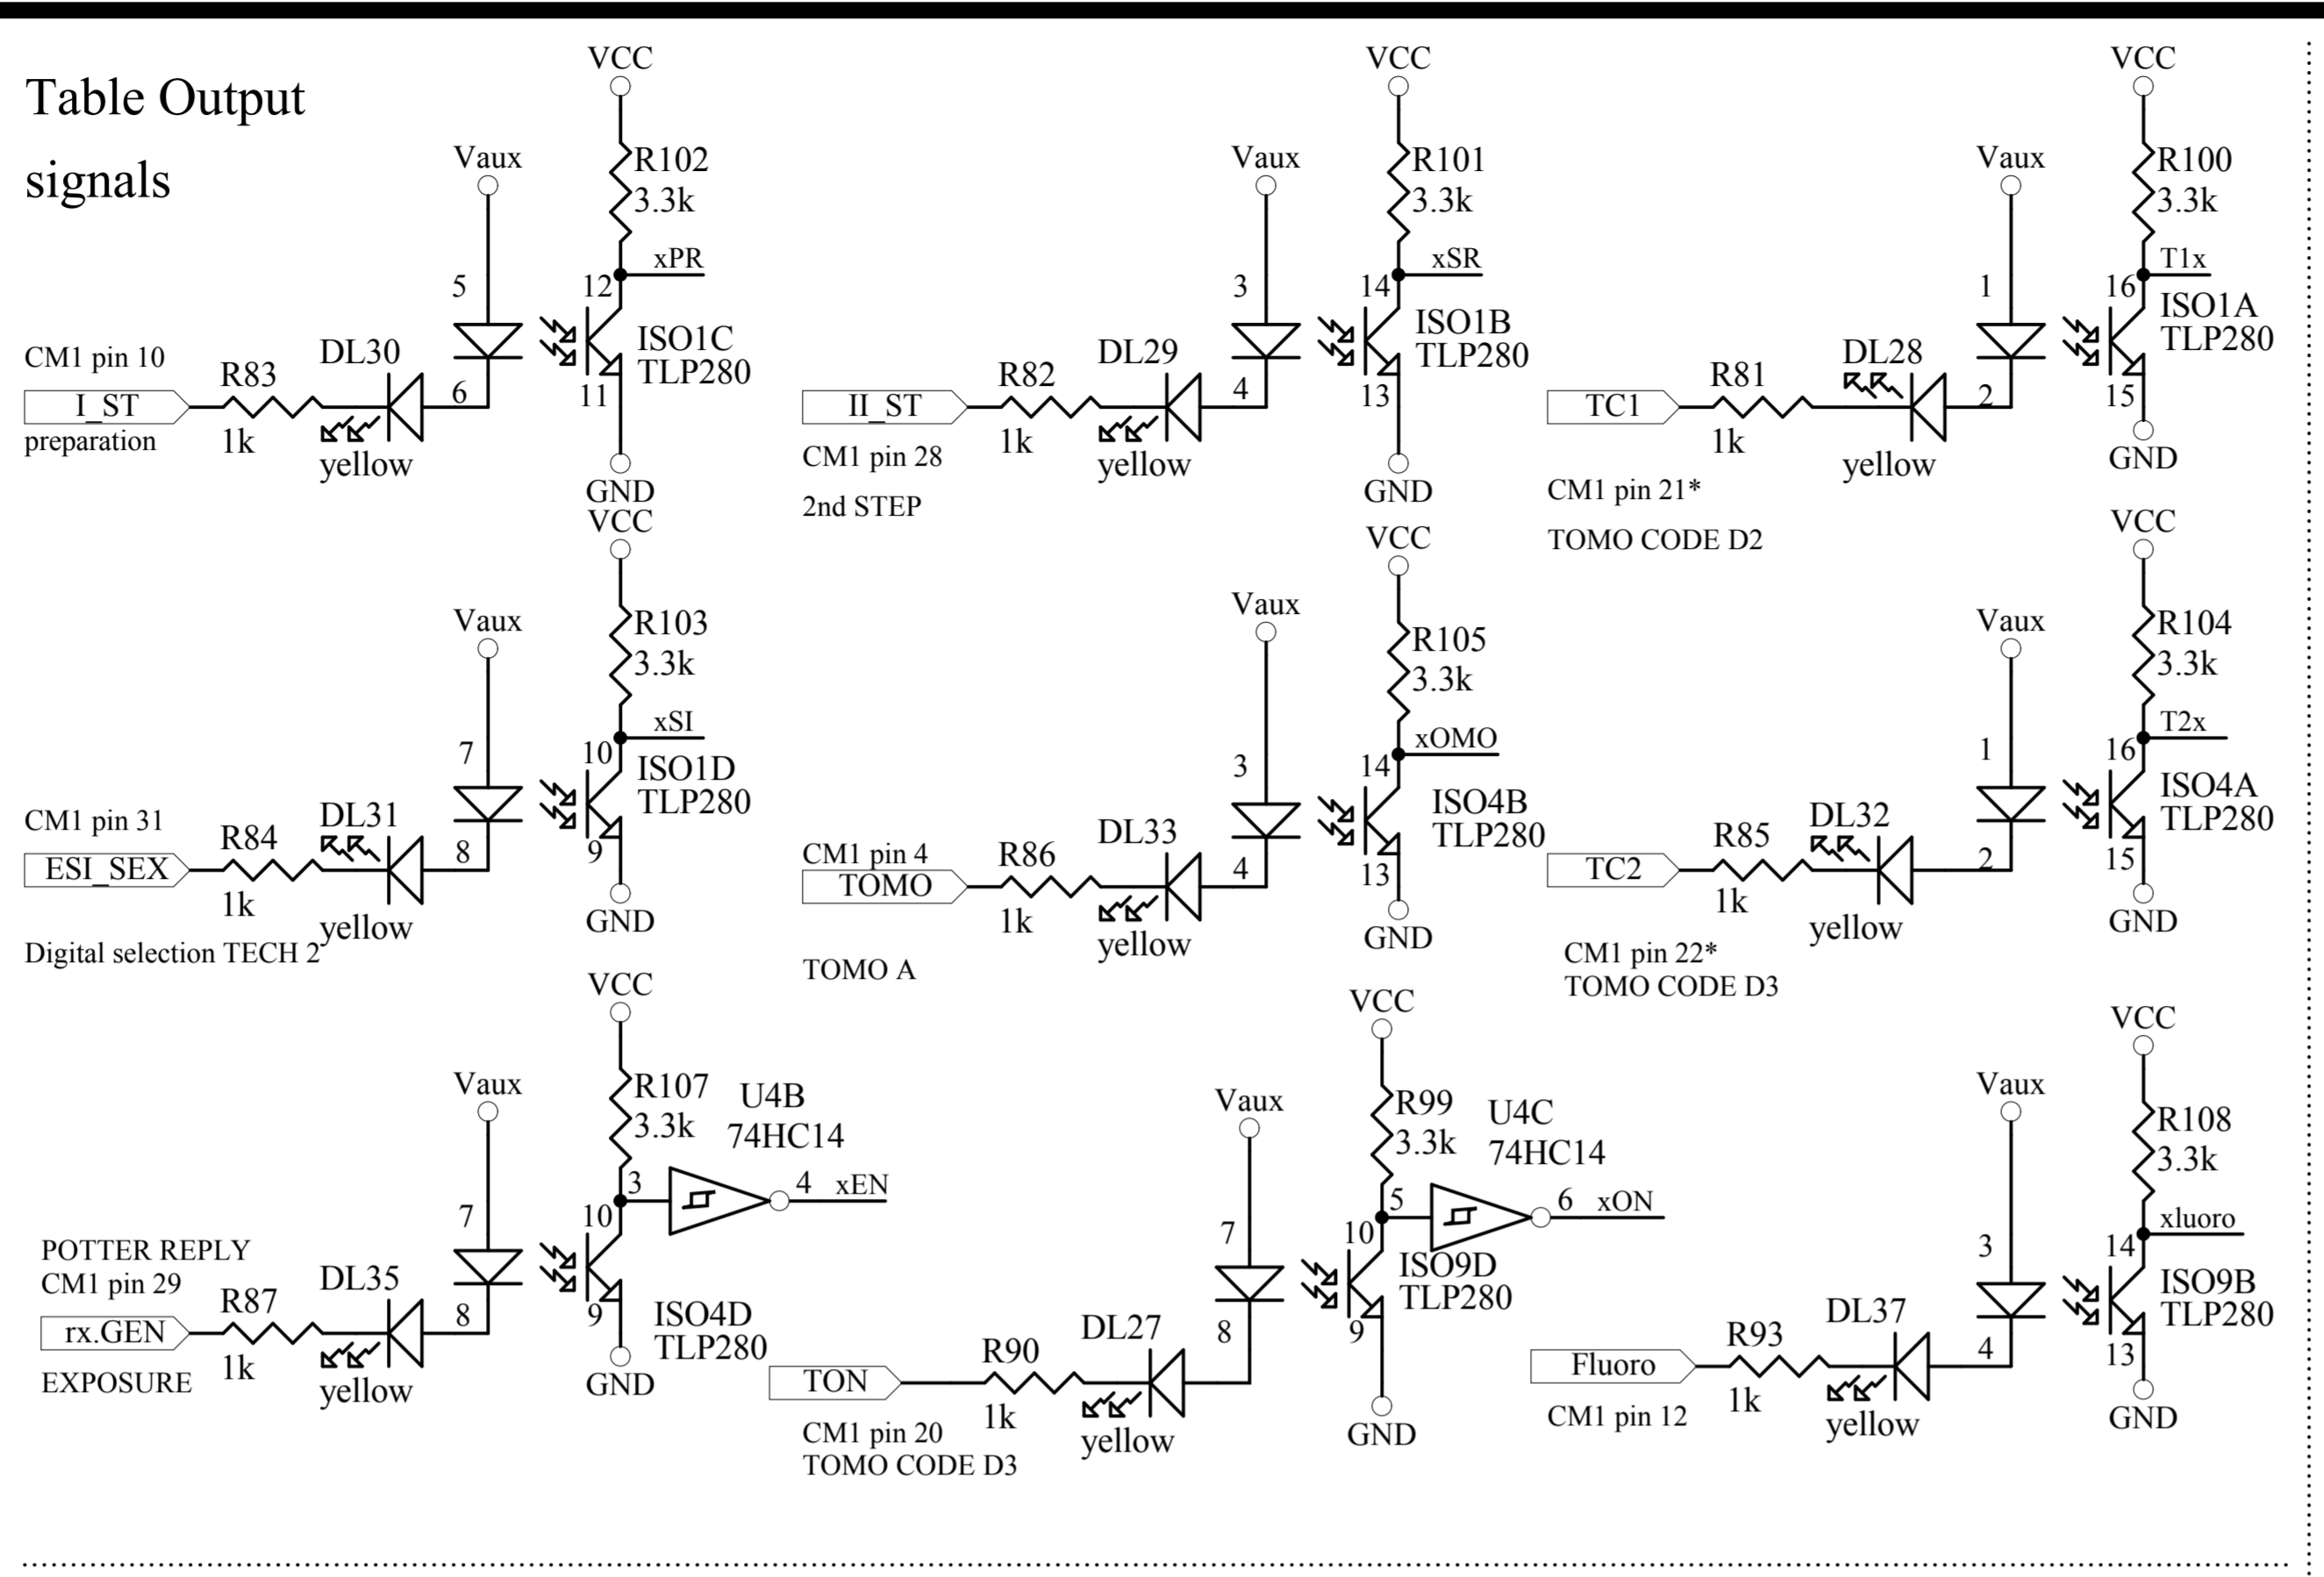 Table Output
signals
VCC
R102
3.3k
Vaux
xPR
5
12
ISO1C
TLP280
CM1 pin 10
DL30
R83
I_ST
6
11
preparation
1k
yellow
GND
VCC
R101
3.3k
Vaux
xSR
3
14
ISO1B
TLP280
DL29
R82
II_ST
4
13
1k
yellow
CM1 pin 28
2nd STEP
GND
VCC
R100
3.3k
Vaux
T1x
1
16
ISO1A
TLP280
DL28
R81
TC1
2
15
1k
yellow
GND
CM1 pin 21*
TOMO CODE D2
VCC
R103
3.3k
Vaux
xSI
7
10
ISO1D
TLP280
CM1 pin 31
DL31
R84
ESI_SEX
8
9
1k
yellow
GND
Digital selection TECH 2
VCC
R105
3.3k
Vaux
xOMO
3
14
ISO4B
TLP280
DL33
CM1 pin 4
R86
TOMO
4
13
1k
yellow
GND
TOMO A
VCC
R104
3.3k
Vaux
T2x
1
16
ISO4A
TLP280
DL32
R85
TC2
2
15
1k
yellow
GND
CM1 pin 22*
TOMO CODE D3
VCC
R107
3.3k
Vaux
U4B
74HC14
3
4
xEN
7
10
POTTER REPLY
CM1 pin 29
DL35
R87
rx.GEN
8
9
ISO4D
TLP280
1k
yellow
GND
EXPOSURE
VCC
R99
3.3k
Vaux
U4C
74HC14
5
6
xON
7
10
ISO9D
TLP280
8
9
DL27
R90
TON
1k
yellow
GND
CM1 pin 20
TOMO CODE D3
VCC
R108
3.3k
Vaux
xluoro
3
14
ISO9B
TLP280
DL37
R93
Fluoro
4
13
1k
yellow
GND
CM1 pin 12